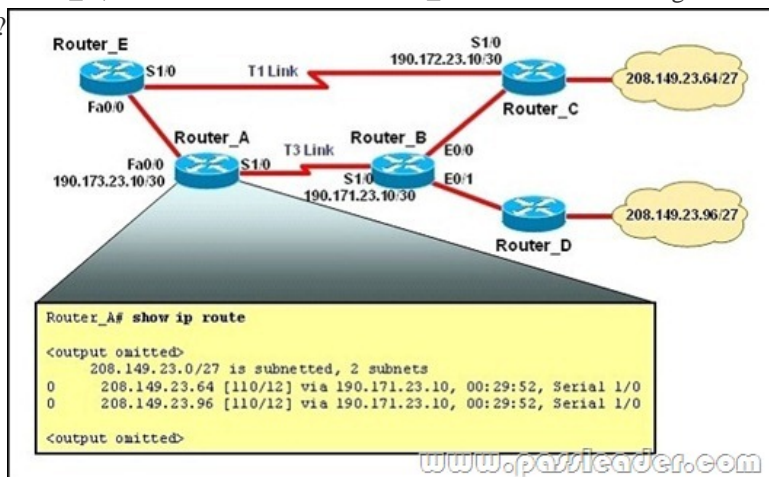 ?
Router_E
S1/0
190.172.23.10/30
S1/0
T1 Link
208.149.23.64/27
Fa0/0
Router_C
Router_A
Router_B
T3 Link
Fa0/0
190.173.23.10/30
S1/0
S1/0
190.171.23.10/30
E0/0
E0/1
208.149.23.96/27
Router_D
Router_A# show ip route
<output omitted>
208.149.23.0/27 is subnetted, 2 subnets
O 208.149.23.64 [110/12] via 190.171.23.10, 00:29:52, Serial 1/0
O 208.149.23.96 [110/12] via 190.171.23.10, 00:29:52, Serial 1/0
<output omitted>
www.passleader.com